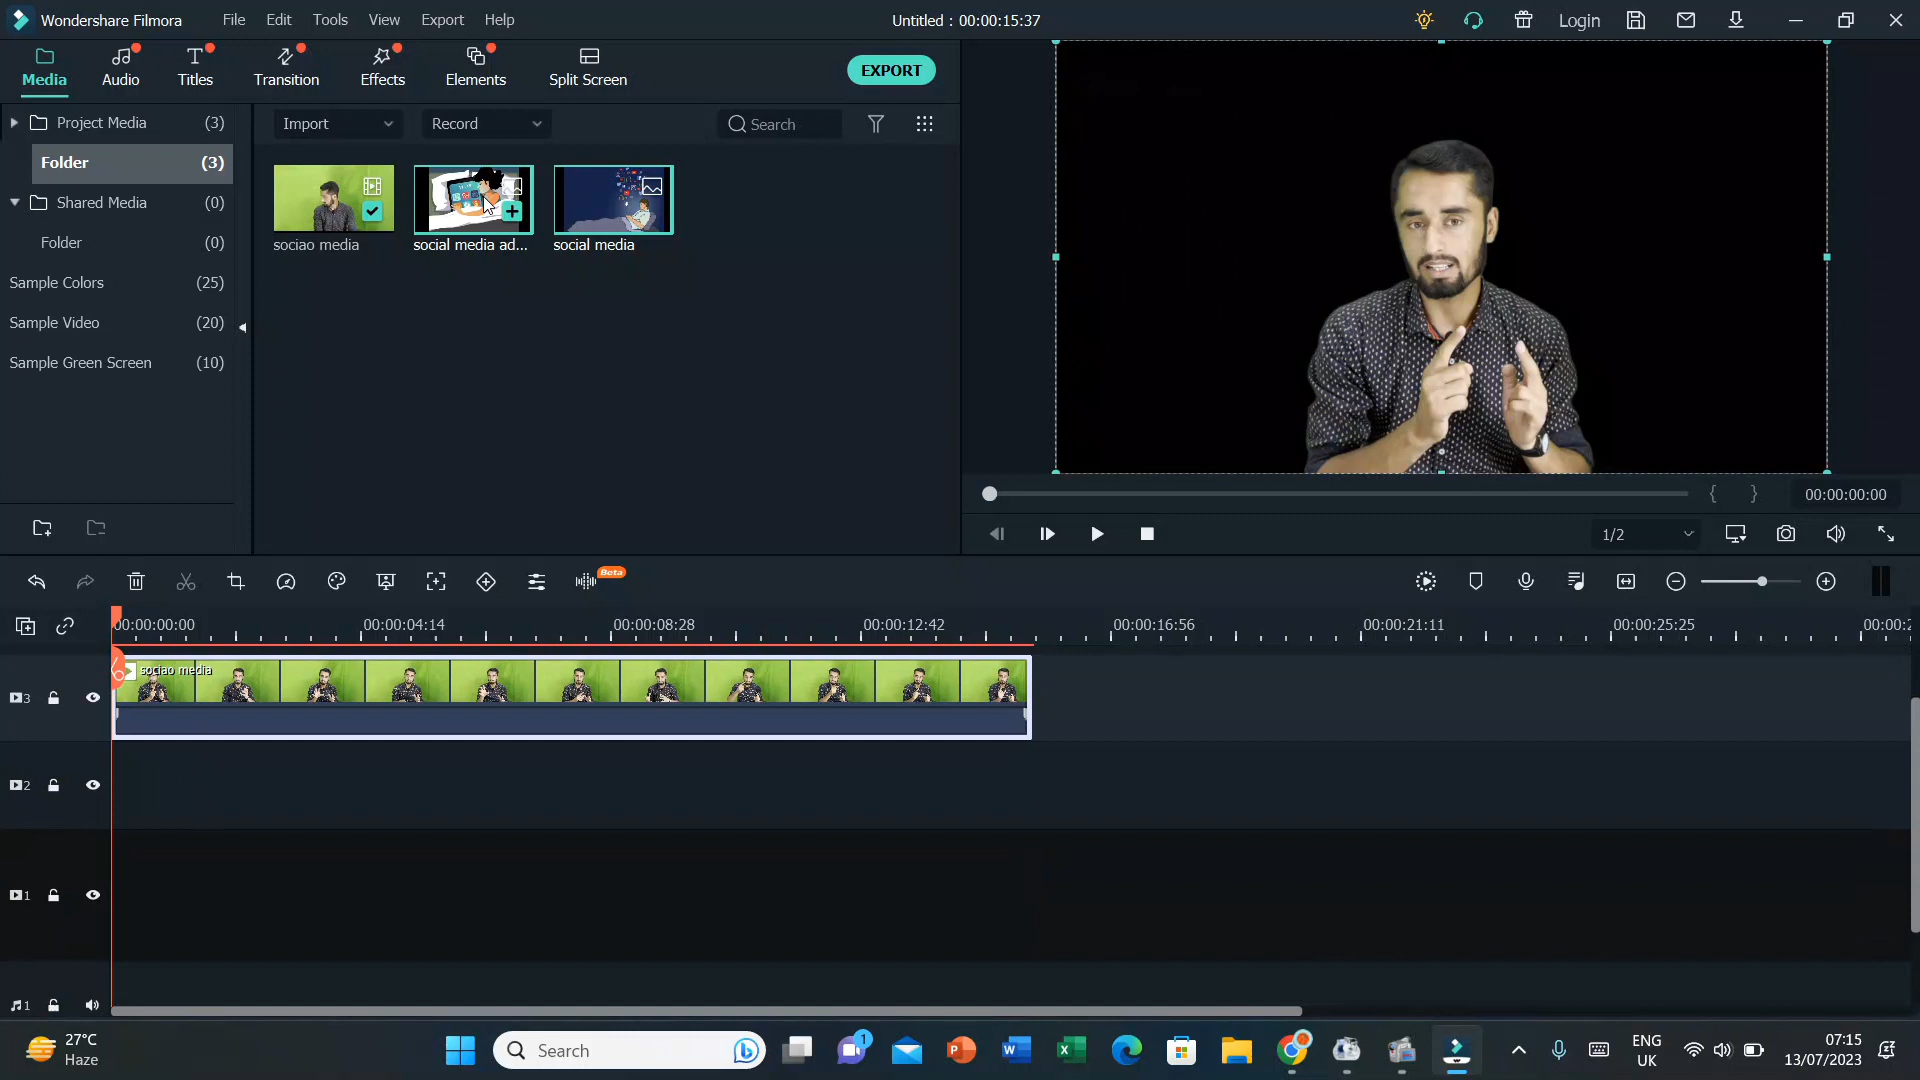 Wondershare Filmora File Edit Tools View Export Help Untitled : 00:00:15:37 Login
Media Audio Titles Transition Effects Elements Split Screen EXPORT
Project Media (3)
Import Record Search
Folder (3)
Shared Media (0)
Folder (0)
Sample Colors (25)
Sample Video (20)
Sample Green Screen (10)
sociao media social media ad... social media
{ } 00:00:00:00
1/2
Beta
00:00:00:00 00:00:04:14 00:00:08:28 00:00:12:42 00:00:16:56 00:00:21:11 00:00:25:25
sociao media
3
2
1
1
27°C
Haze
Search
1
ENG
UK
07:15
13/07/2023